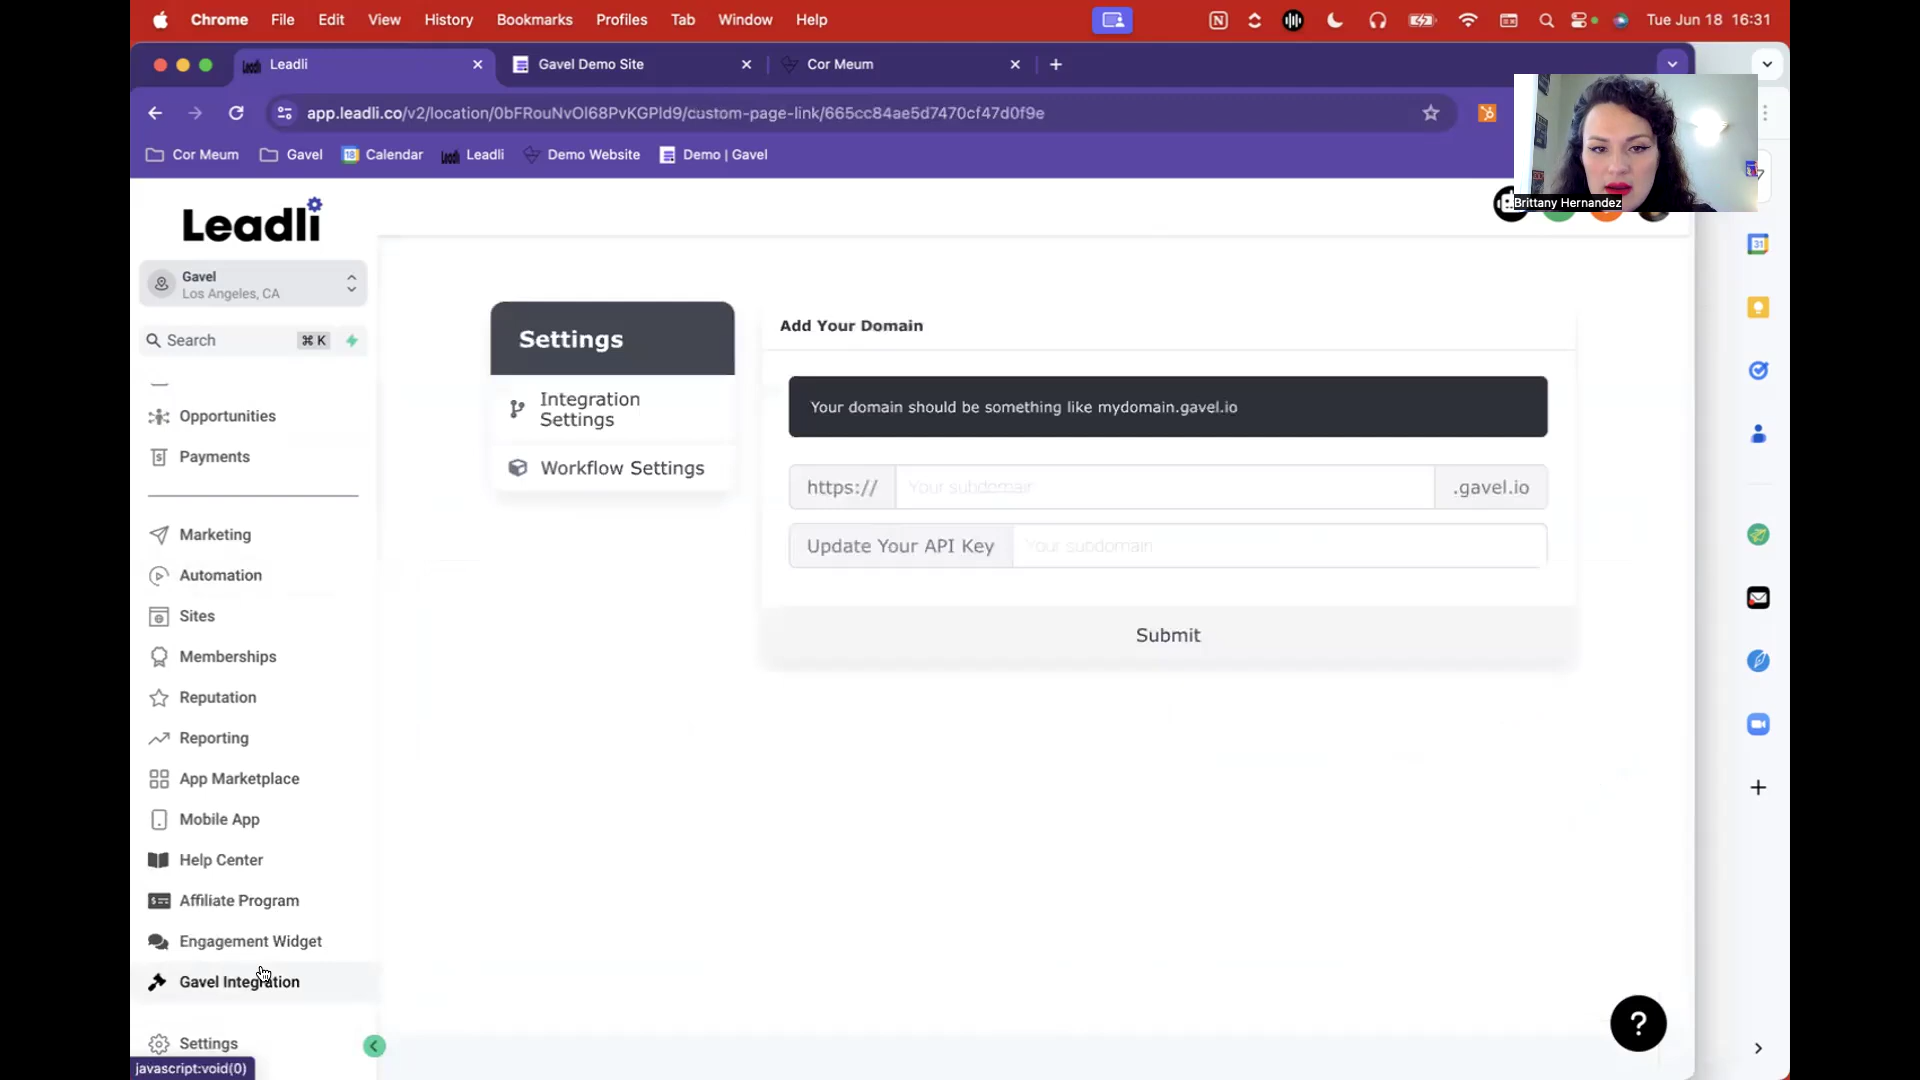 Chrome File Edit View History Bookmarks Profiles Tab Window Help Tue Jun 18 16:31
Leadli Gavel Demo Site Cor Meum
app.leadli.co/v2/location/0bFRouNvOl68PvKGPld9/custom-page-link/665cc84ae5d7470cf47d0f9e
Cor Meum Gavel Calendar Leadli Demo Website Demo | Gavel
Brittany Hernandez
Leadli
Gavel
Los Angeles, CA
Search ⌘ K
Opportunities
Payments
Marketing
Automation
Sites
Memberships
Reputation
Reporting
App Marketplace
Mobile App
Help Center
Affiliate Program
Engagement Widget
Gavel Integration
Settings
javascript:void(0)
Settings
Integration
Settings
Workflow Settings
Add Your Domain
Your domain should be something like mydomain.gavel.io
https:// Your subdomain .gavel.io
Update Your API Key Your subdomain
Submit
?
31